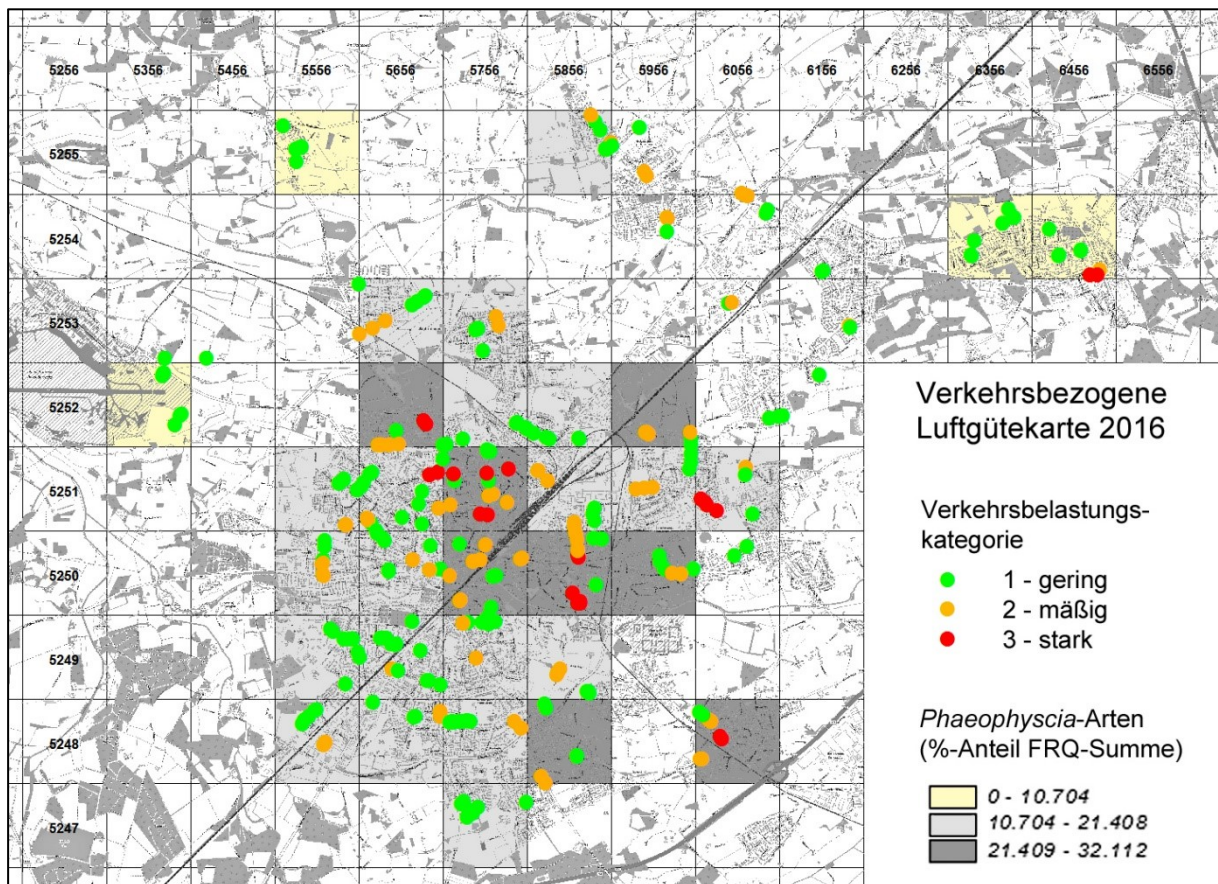 5256 5356 5456 5556 5656 5756 5856 5956 6056 6156 6256 6356 6456 6556
5255
5254
5253
5252
5251
5250
5249
5248
5247
Verkehrsbezogene
Luftgütekarte 2016
Verkehrsbelastungs-
kategorie
1 - gering
2 - mäßig
3 - stark
Phaeophyscia-Arten
(%-Anteil FRQ-Summe)
0 - 10.704
10.704 - 21.408
21.409 - 32.112